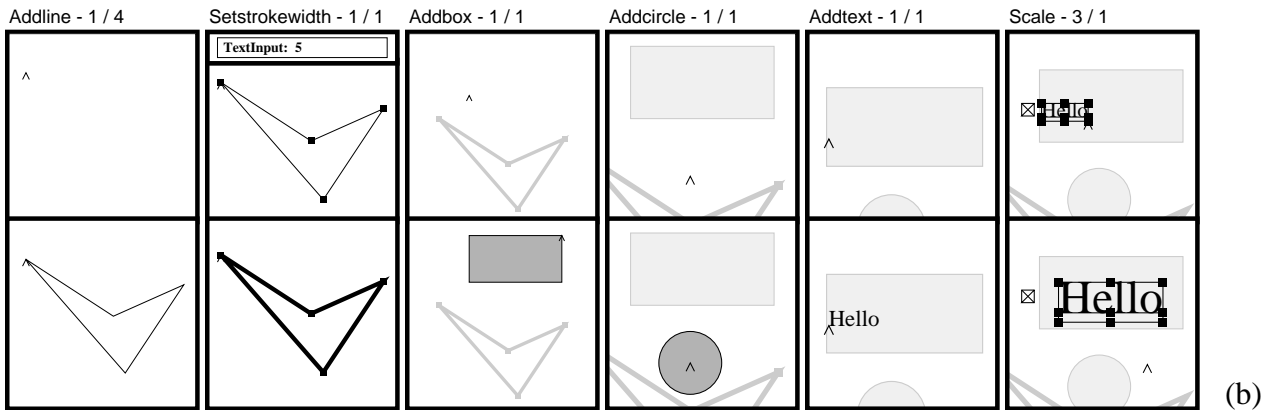 Addline - 1 / 4
Setstrokewidth - 1 / 1
Addbox - 1 / 1
Addcircle - 1 / 1
Addtext - 1 / 1
Scale - 3 / 1
TextInput: 5
Hello
Hello
Hello
(b)